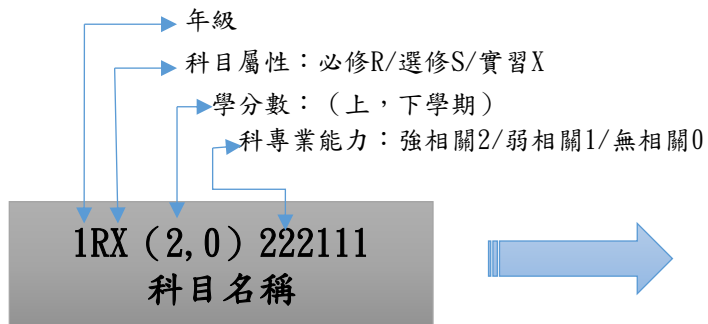 年級
科目屬性：必修R/選修S/實習X
學分數：（上，下學期）
科專業能力：強相關2/弱相關1/無相關0
1RX（2,0）222111
科目名稱